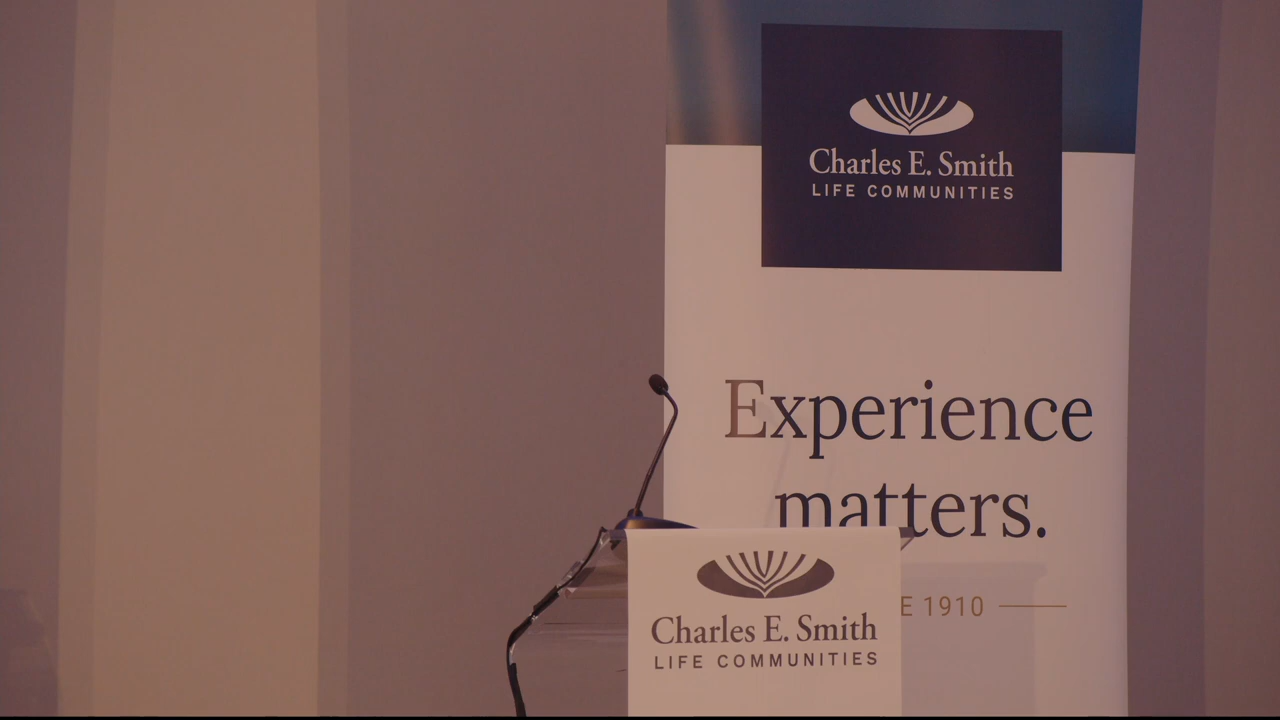 Charles E. Smith
LIFE COMMUNITIES
Experience
matters.
E 1910
Charles E. Smith
LIFE COMMUNITIES